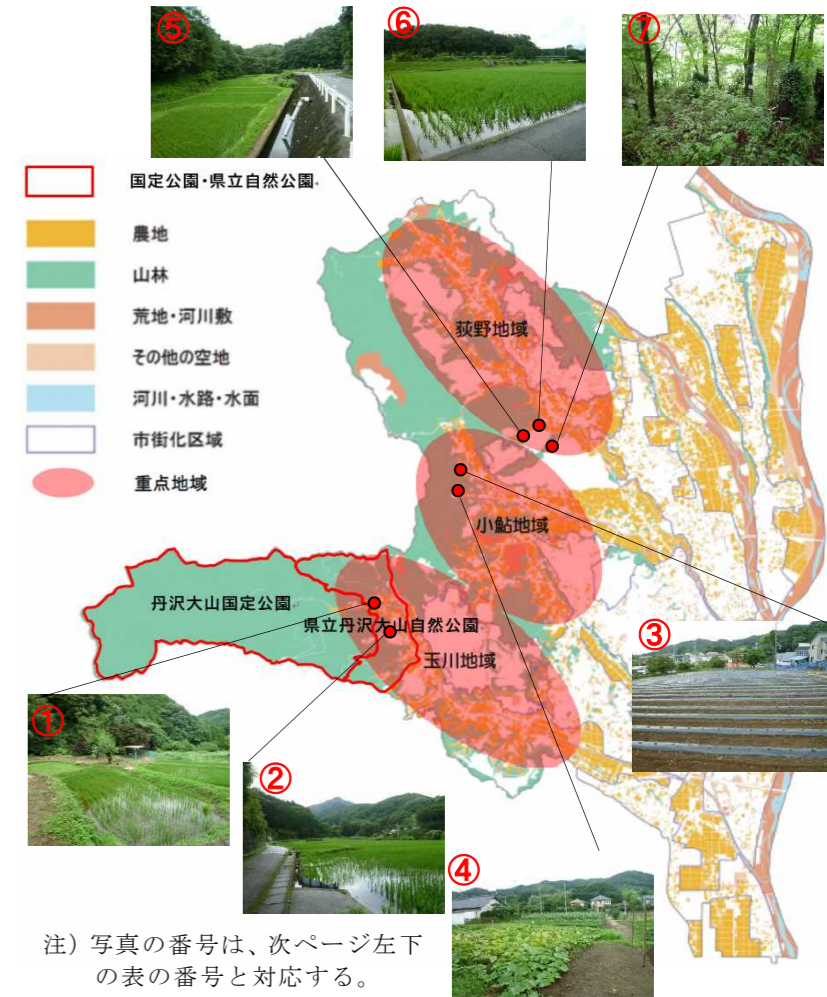 ⑤
⑥
⑦
国定公園・県立自然公園
農地
山林
荒地・河川敷
その他の空地
河川・水路・水面
市街化区域
重点地域
荻野地域
小鮎地域
丹沢大山国定公園
県立丹沢大山自然公園
玉川地域
③
①
②
④
注）写真の番号は、次ページ左下
の表の番号と対応する。